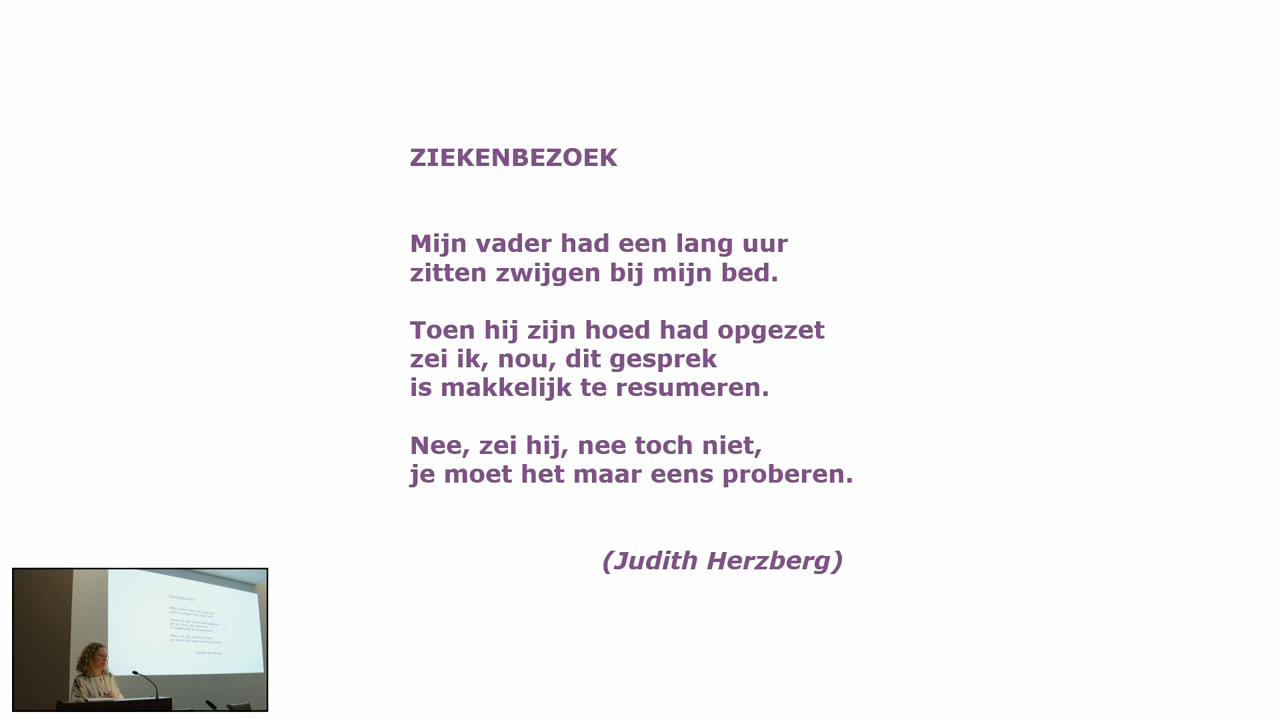 ZIEKENBEZOEK
Mijn vader had een lang uur
zitten zwijgen bij mijn bed.
Toen hij zijn hoed had opgezet
zei ik, nou, dit gesprek
is makkelijk te resumeren.
Nee, zei hij, nee toch niet,
je moet het maar eens proberen.
(Judith Herzberg)